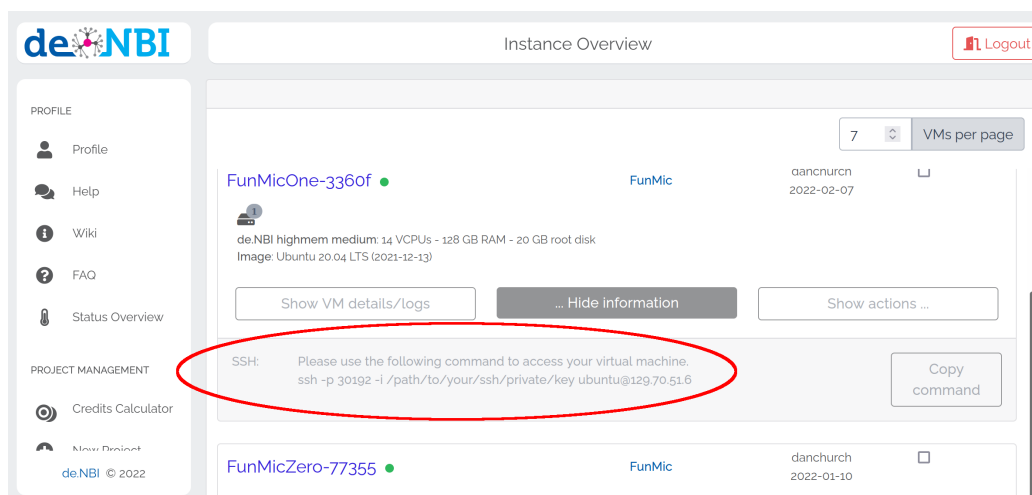 de.NBI
Instance Overview
Logout
PROFILE
Profile
Help
Wiki
FAQ
Status Overview
PROJECT MANAGEMENT
Credits Calculator
New Project
de.NBI © 2022
7
VMs per page
FunMicOne-3360f
FunMic
danchurch
2022-02-07
1
de.NBI highmem medium: 14 VCPUs - 128 GB RAM - 20 GB root disk
Image: Ubuntu 20.04 LTS (2021-12-13)
Show VM details/logs
... Hide information
Show actions ...
SSH:
Please use the following command to access your virtual machine.
ssh -p 30192 -i /path/to/your/ssh/private/key ubuntu@129.70.51.6
Copy
command
FunMicZero-77355
FunMic
danchurch
2022-01-10